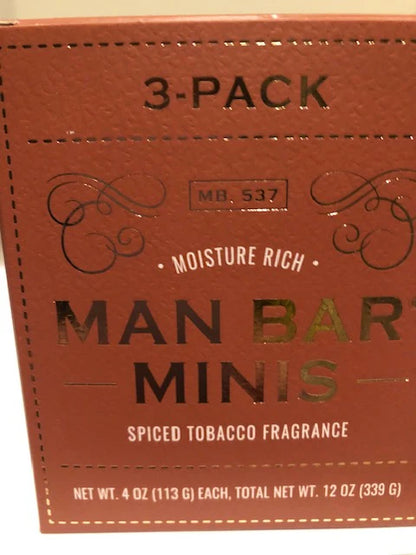 3-PACK
MB. 537
• MOISTURE RICH •
MAN BAR
MINIS
SPICED TOBACCO FRAGRANCE
NET WT. 4 OZ (113 G) EACH, TOTAL NET WT. 12 OZ (339 G)